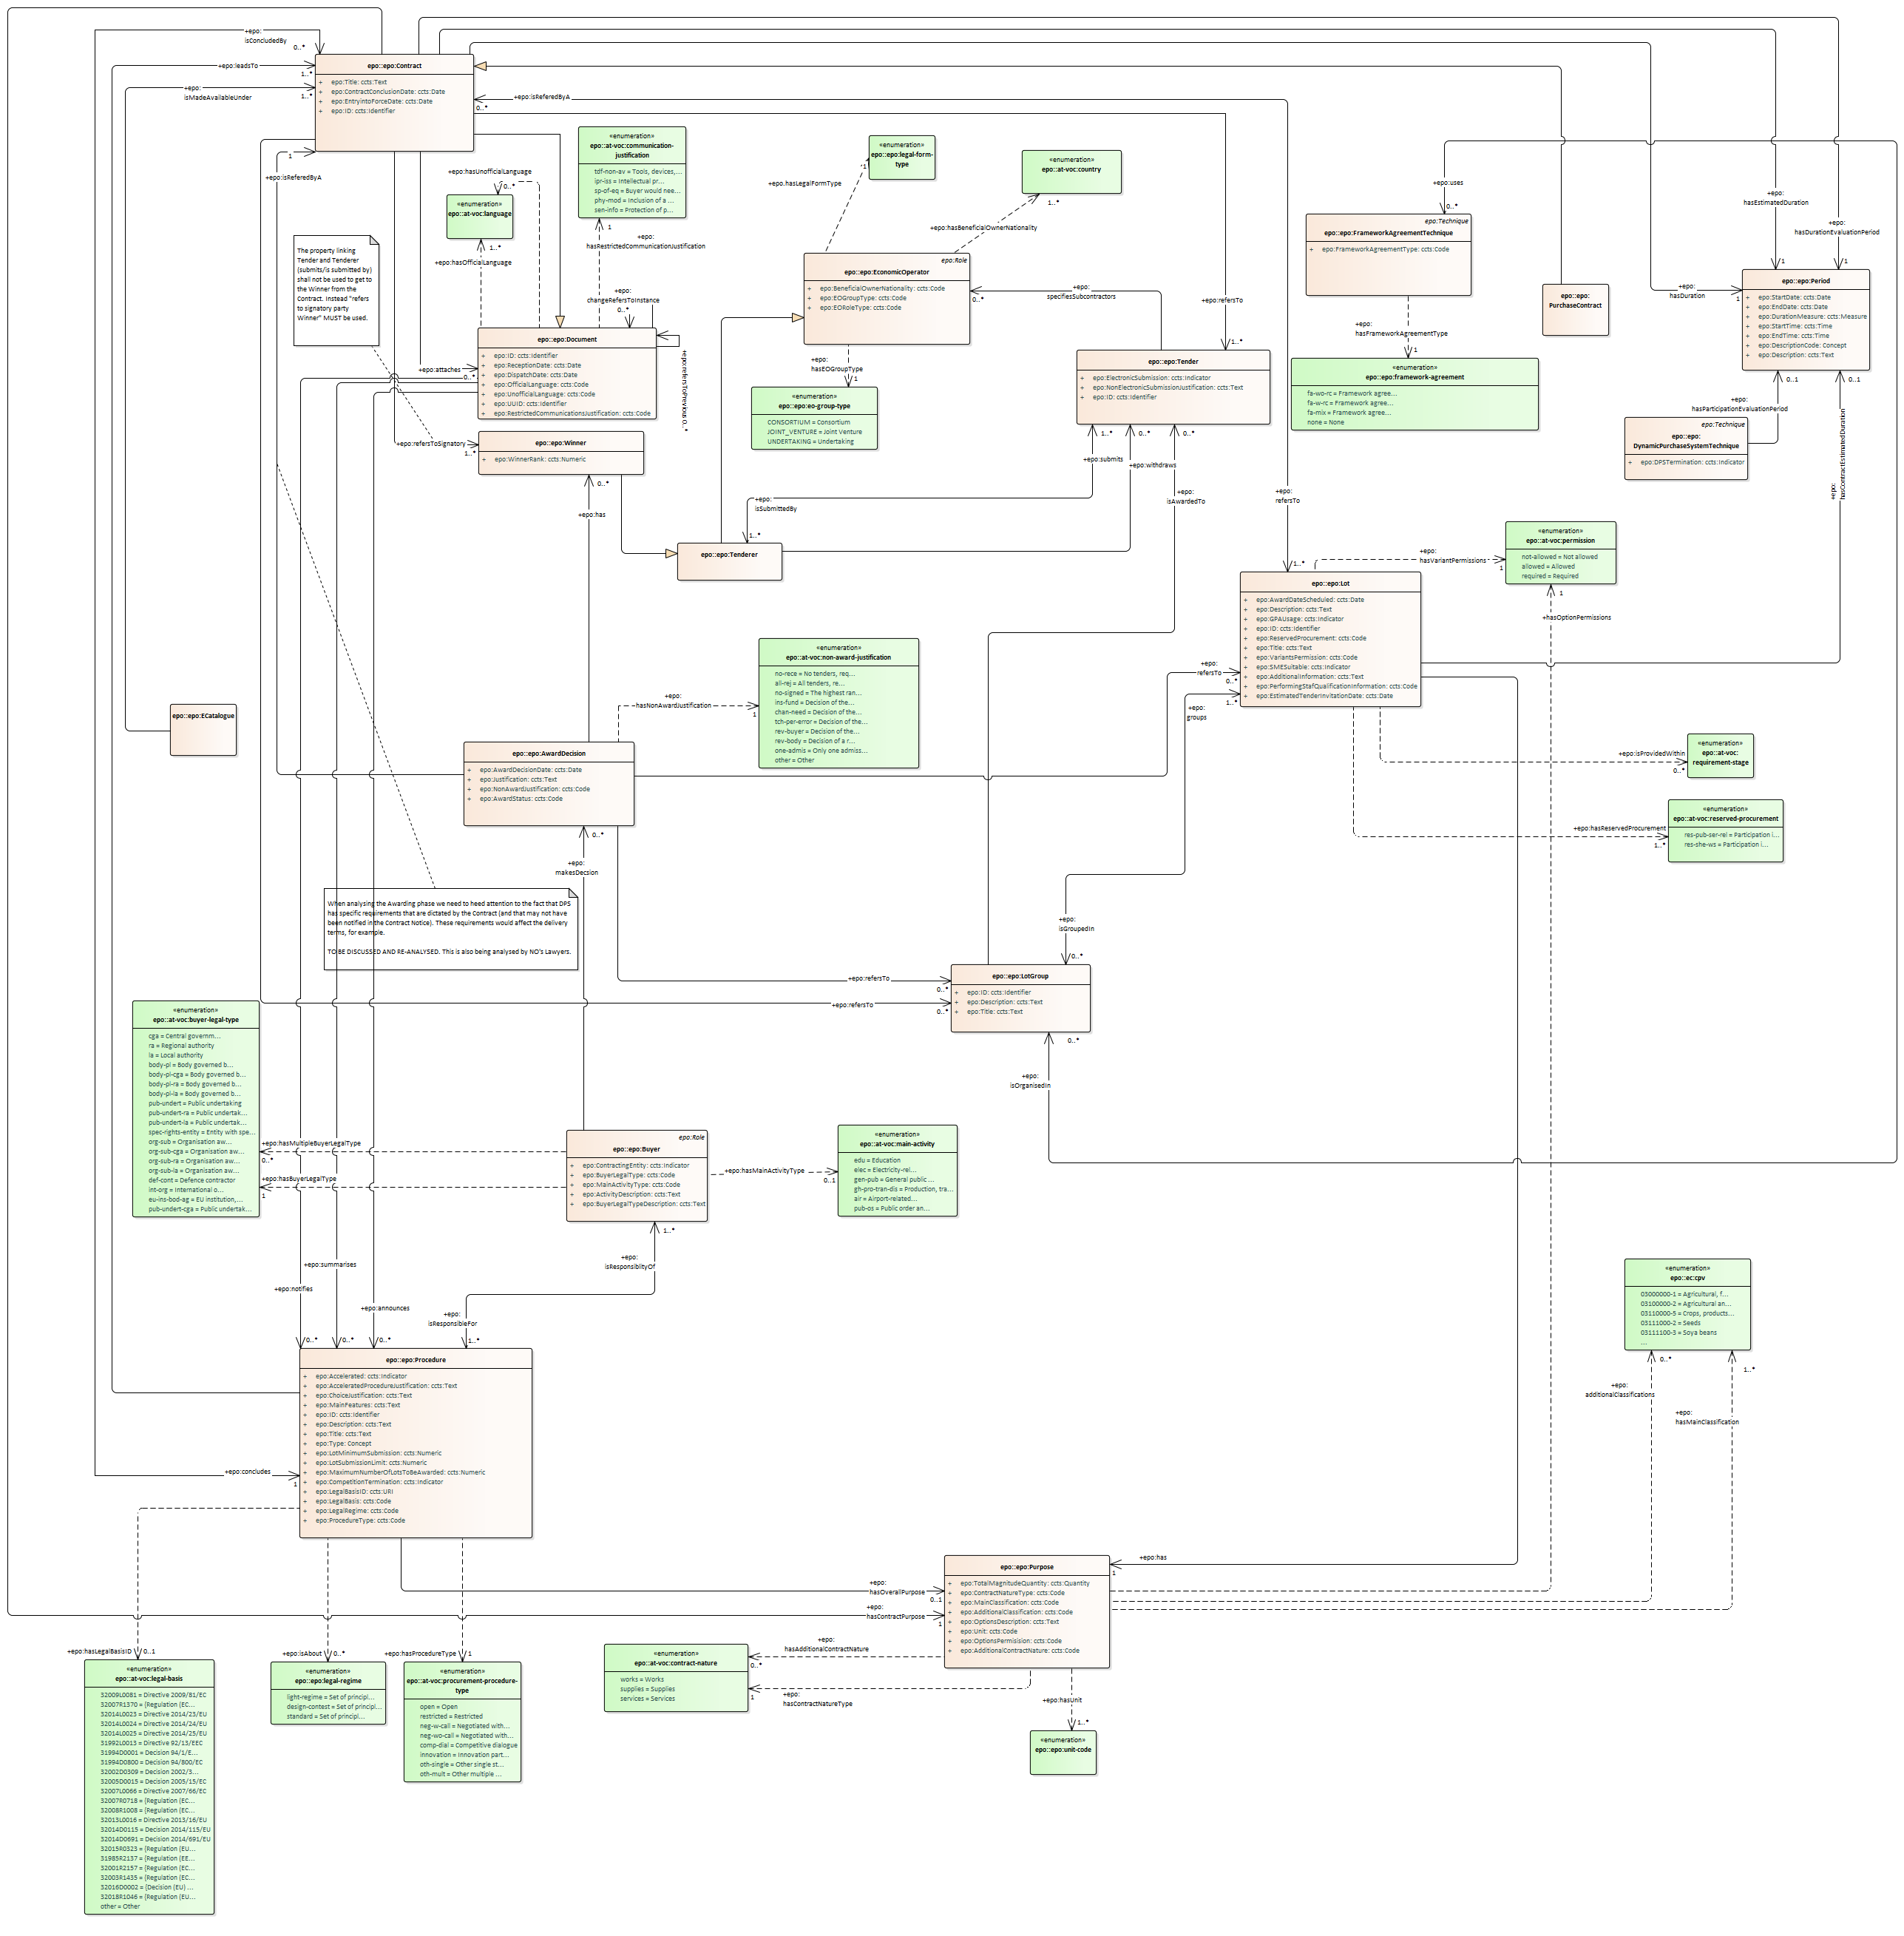 +epo:
isConcludedBy
0..*
epo::epo:Contract
+ epo:Title: ccts:Text
+ epo:ContractConclusionDate: ccts:Date
+ epo:EntryintoForceDate: ccts:Date
+ epo:ID: ccts:Identifier
+epo:leadsTo
1..*
+epo:
isMadeAvailableUnder
1..*
+epo:isReferedByA
0..*
1
+epo:isReferedByA
«enumeration»
epo::at-voc:communication-
justification
tdf-non-av = Tools, devices,...
ipr-iss = Intellectual pr...
sp-of-eq = Buyer would nee...
phy-mod = Inclusion of a ...
sen-info = Protection of p...
1
+epo:
hasRestrictedCommunicationJustification
+epo:hasUnofficialLanguage
0..*
«enumeration»
epo::at-voc:language
1..*
+epo:hasOfficialLanguage
«enumeration»
epo::epo:legal-form-
type
1
+epo.hasLegalFormType
«enumeration»
epo::at-voc:country
1..*
+epo:hasBeneficialOwnerNationality
The property linking
Tender and Tenderer
(submits/is submitted by)
shall not be used to get to
the Winner from the
Contract. Instead "refers
to signatory party
Winner" MUST be used.
epo:Role
epo::epo:EconomicOperator
+ epo:BeneficialOwnerNationality: ccts:Code
+ epo:EOGroupType: ccts:Code
+ epo:EORoleType: ccts:Code
0..*
+epo:
specifiesSubcontractors
+epo:refersTo
1..*
+epo:uses
0..*
epo:Technique
epo::epo:FrameworkAgreementTechnique
+ epo:FrameworkAgreementType: ccts:Code
+epo:
hasFrameworkAgreementType
1
«enumeration»
epo::epo:framework-agreement
fa-wo-rc = Framework agree...
fa-w-rc = Framework agree...
fa-mix = Framework agree...
none = None
epo::epo:
PurchaseContract
+epo:
hasEstimatedDuration
1
+epo:
hasDurationEvaluationPeriod
1
+epo:
hasDuration
1
epo::epo:Period
+ epo:StartDate: ccts:Date
+ epo:EndDate: ccts:Date
+ epo:DurationMeasure: ccts:Measure
+ epo:StartTime: ccts:Time
+ epo:EndTime: ccts:Time
+ epo:DescriptionCode: Concept
+ epo:Description: ccts:Text
0..1
0..1
+epo:
hasParticipationEvaluationPeriod
+epo:
hasContractEstimatedDuration
epo:Technique
epo::epo:
DynamicPurchaseSystemTechnique
+ epo:DPSTermination: ccts:Indicator
+epo:
changeRefersToInstance
0..*
epo::epo:Document
+ epo:ID: ccts:Identifier
+ epo:ReceptionDate: ccts:Date
+ epo:DispatchDate: ccts:Date
+ epo:OfficialLanguage: ccts:Code
+ epo:UnofficialLanguage: ccts:Code
+ epo:UUID: ccts:Identifier
+ epo:RestrictedCommunicationsJustification: ccts:Code
+epo:attaches
0..*
+epo:refersToPrevious 0..*
+epo:
hasEOGroupType
1
«enumeration»
epo::epo:eo-group-type
CONSORTIUM = Consortium
JOINT_VENTURE = Joint Venture
UNDERTAKING = Undertaking
epo::epo:Tender
+ epo:ElectronicSubmission: ccts:Indicator
+ epo:NonElectronicSubmissionJustification: ccts:Text
+ epo:ID: ccts:Identifier
1..*
0..*
0..*
+epo:submits
+epo:withdraws
+epo:
isAwardedTo
+epo:
refersTo
+epo:refersToSignatory
1..*
epo::epo:Winner
+ epo:WinnerRank: ccts:Numeric
0..*
+epo:has
+epo:
isSubmittedBy
1..*
epo::epo:Tenderer
1..*
epo::epo:Lot
+ epo:AwardDateScheduled: ccts:Date
+ epo:Description: ccts:Text
+ epo:GPAUsage: ccts:Indicator
+ epo:ID: ccts:Identifier
+ epo:ReservedProcurement: ccts:Code
+ epo:Title: ccts:Text
+ epo:VariantsPermission: ccts:Code
+ epo:SMESuitable: ccts:Indicator
+ epo:AdditionalInformation: ccts:Text
+ epo:PerformingStafQualificationInformation: ccts:Code
+ epo:EstimatedTenderInvitationDate: ccts:Date
+epo:
hasVariantPermissions
1
«enumeration»
epo::at-voc:permission
not-allowed = Not allowed
allowed = Allowed
required = Required
1
+hasOptionPermissions
+epo:
refersTo
0..*
1..*
+epo:
groups
«enumeration»
epo::at-voc:non-award-justification
no-rece = No tenders, req...
all-rej = All tenders, re...
no-signed = The highest ran...
ins-fund = Decision of the...
chan-need = Decision of the...
tch-per-error = Decision of the...
rev-buyer = Decision of the...
rev-body = Decision of a r...
one-admis = Only one admiss...
other = Other
+epo:
hasNonAwardJustification
1
epo::epo:ECatalogue
epo::epo:AwardDecision
+ epo:AwardDecisionDate: ccts:Date
+ epo:Justification: ccts:Text
+ epo:NonAwardJustification: ccts:Code
+ epo:AwardStatus: ccts:Code
0..*
+epo:
makesDecsion
+epo:isProvidedWithin
0..*
«enumeration»
epo::at-voc:
requirement-stage
«enumeration»
epo::at-voc:reserved-procurement
res-pub-ser-rei = Participation i...
res-she-ws = Participation i...
+epo:hasReservedProcurement
1..*
When analysing the Awarding phase we need to heed attention to the fact that DPS
has specific requirements that are dictated by the Contract (and that may not have
been notified in the Contract Notice). These requirements would affect the delivery
terms, for example.
TO BE DISCUSSED AND RE-ANALYSED. This is also being analysed by NO's Lawyers.
+epo:
isGroupedIn
0..*
+epo:refersTo
0..*
+epo:refersTo
0..*
epo::epo:LotGroup
+ epo:ID: ccts:Identifier
+ epo:Description: ccts:Text
+ epo:Title: ccts:Text
0..*
+epo:
isOrganisedIn
«enumeration»
epo::at-voc:buyer-legal-type
cga = Central governm...
ra = Regional authority
la = Local authority
body-pl = Body governed b...
body-pl-cga = Body governed b...
body-pl-ra = Body governed b...
body-pl-la = Body governed b...
pub-undert = Public undertaking
pub-undert-ra = Public undertak...
pub-undert-la = Public undertak...
spec-rights-entity = Entity with spe...
org-sub = Organisation aw...
org-sub-cga = Organisation aw...
org-sub-ra = Organisation aw...
org-sub-la = Organisation aw...
def-cont = Defence contractor
int-org = International o...
eu-ins-bod-ag = EU institution,...
pub-undert-cga = Public undertak...
+epo:hasMultipleBuyerLegalType
0..*
+epo:hasBuyerLegalType
1
epo:Role
epo::epo:Buyer
+ epo:ContractingEntity: ccts:Indicator
+ epo:BuyerLegalType: ccts:Code
+ epo:MainActivityType: ccts:Code
+ epo:ActivityDescription: ccts:Text
+ epo:BuyerLegalTypeDescription: ccts:Text
+epo:hasMainActivityType
0..1
«enumeration»
epo::at-voc:main-activity
edu = Education
elec = Electricity-rel...
gen-pub = General public ...
gh-pro-tran-dis = Production, tra...
air = Airport-related...
pub-os = Public order an...
1..*
+epo:
isResponsiblityOf
+epo:summarises
+epo:notifies
+epo:announces
+epo:
isResponsibleFor
0..*
0..*
0..*
1..*
«enumeration»
epo::ec:cpv
03000000-1 = Agricultural, f...
03100000-2 = Agricultural an...
03110000-5 = Crops, products...
03111000-2 = Seeds
03111100-3 = Soya beans
....
0..*
1..*
+epo:
additionalClassifications
+epo:
hasMainClassification
epo::epo:Procedure
+ epo:Accelerated: ccts:Indicator
+ epo:AcceleratedProcedureJustification: ccts:Text
+ epo:ChoiceJustification: ccts:Text
+ epo:MainFeatures: ccts:Text
+ epo:ID: ccts:Identifier
+ epo:Description: ccts:Text
+ epo:Title: ccts:Text
+ epo:Type: Concept
+ epo:LotMinimumSubmission: ccts:Numeric
+ epo:LotSubmissionLimit: ccts:Numeric
+ epo:MaximumNumberOfLotsToBeAwarded: ccts:Numeric
+ epo:CompetitionTermination: ccts:Indicator
+ epo:LegalBasisID: ccts:URI
+ epo:LegalBasis: ccts:Code
+ epo:LegalRegime: ccts:Code
+ epo:ProcedureType: ccts:Code
+epo:concludes
1
+epo:has
1
+epo:
hasOverallPurpose
0..1
+epo:
hasContractPurpose
1
epo::epo:Purpose
+ epo:TotalMagnitudeQuantity: ccts:Quantity
+ epo:ContractNatureType: ccts:Code
+ epo:MainClassification: ccts:Code
+ epo:AdditionalClassification: ccts:Code
+ epo:OptionsDescription: ccts:Text
+ epo:Unit: ccts:Code
+ epo:OptionsPermisision: ccts:Code
+ epo:AdditionalContractNature: ccts:Code
+epo:
hasAdditionalContractNature
0..*
+epo:
hasContractNatureType
1
«enumeration»
epo::at-voc:contract-nature
works = Works
supplies = Supplies
services = Services
+epo:hasUnit
1..*
«enumeration»
epo::epo:unit-code
+epo:hasLegalBasisID
0..1
«enumeration»
epo::at-voc:legal-basis
32009L0081 = Directive 2009/81/EC
32007R1370 = (Regulation (EC...
32014L0023 = Directive 2014/23/EU
32014L0024 = Directive 2014/24/EU
32014L0025 = Directive 2014/25/EU
31992L0013 = Directive 92/13/EEC
31994D0001 = Decision 94/1/E...
31994D0800 = Decision 94/800/EC
32002D0309 = Decision 2002/3...
32005D0015 = Decision 2005/15/EC
32007L0066 = Directive 2007/66/EC
32007R0718 = (Regulation (EC...
32008R1008 = (Regulation (EC...
32013L0016 = Directive 2013/16/EU
32014D0115 = Decision 2014/115/EU
32014D0691 = Decision 2014/691/EU
32015R0323 = (Regulation (EU...
31985R2137 = (Regulation (EE...
32001R2157 = (Regulation (EC...
32003R1435 = (Regulation (EC...
32016D0002 = (Decision (EU) ...
32018R1046 = (Regulation (EU...
other = Other
+epo:isAbout
0..*
«enumeration»
epo::epo:legal-regime
light-regime = Set of principl...
design-contest = Set of principl...
standard = Set of principl...
+epo:hasProcedureType
1
«enumeration»
epo::at-voc:procurement-procedure-
type
open = Open
restricted = Restricted
neg-w-call = Negotiated with...
neg-wo-call = Negotiated with...
comp-dial = Competitive dialogue
innovation = Innovation part...
oth-single = Other single st...
oth-mult = Other multiple ...